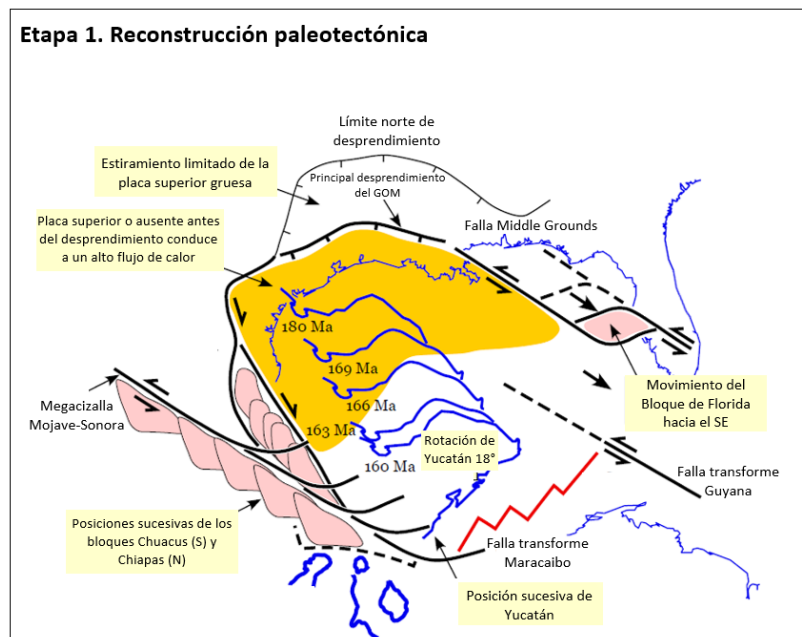 Etapa 1. Reconstrucción paleotectónica
Límite norte de
desprendimiento
Estiramiento limitado de la
placa superior gruesa
Principal desprendimiento
del GOM
Placa superior o ausente antes
del desprendimiento conduce
a un alto flujo de calor
Falla Middle Grounds
180 Ma
169 Ma
166 Ma
163 Ma
160 Ma
Megacizalla
Mojave-Sonora
Movimiento del
Bloque de Florida
hacia el SE
Rotación de
Yucatán 18°
Falla transforme
Guyana
Posiciones sucesivas de los
bloques Chuacus (S) y
Chiapas (N)
Falla transforme
Maracaibo
Posición sucesiva de
Yucatán